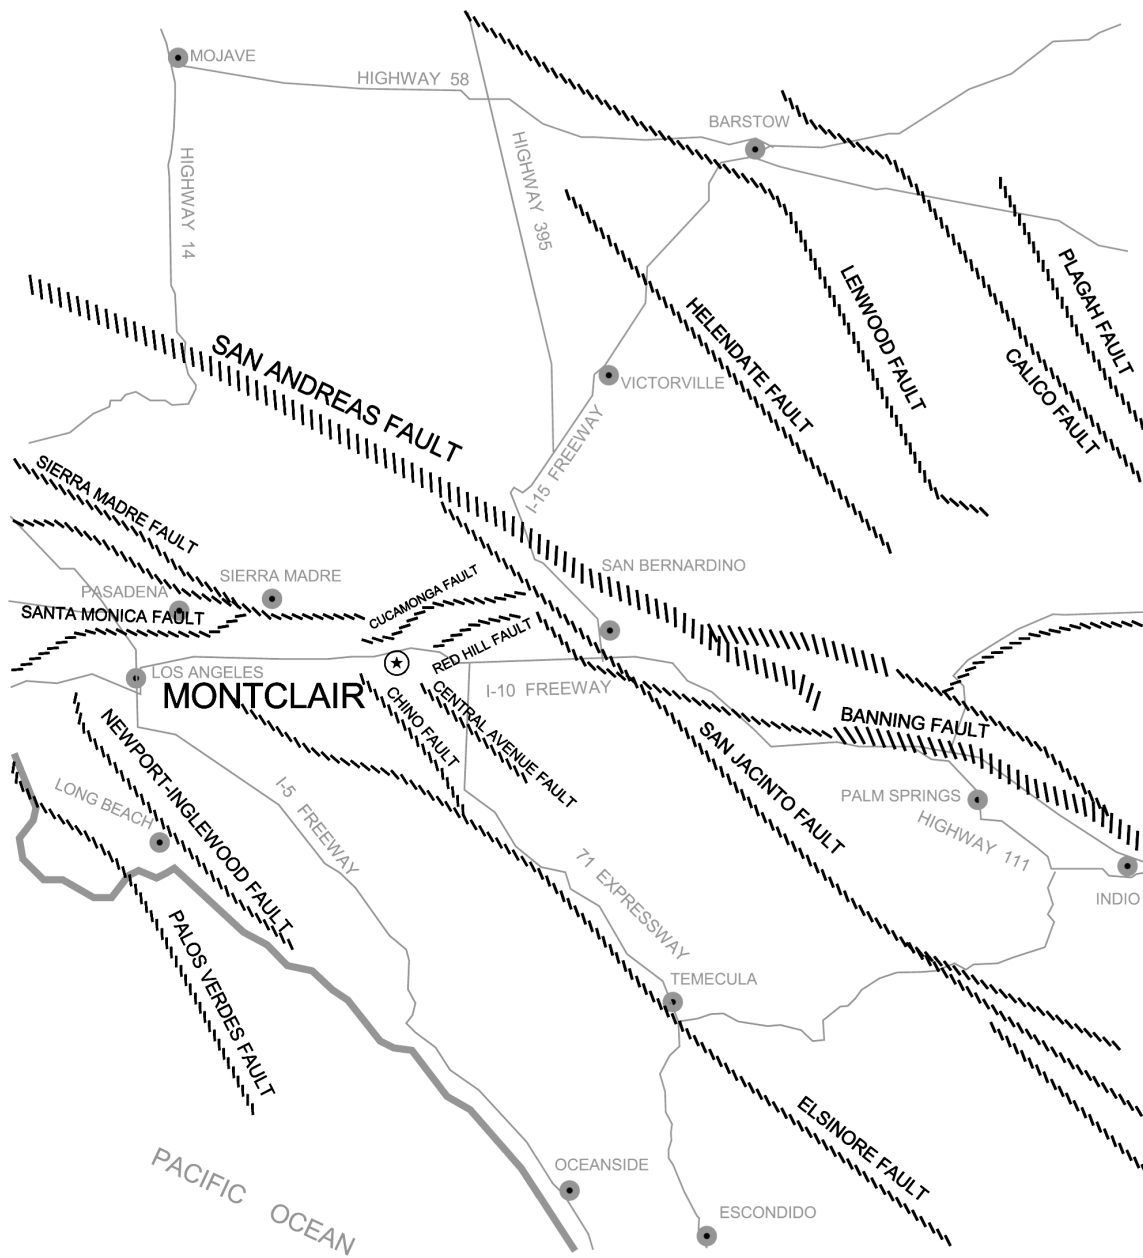 MOJAVE
HIGHWAY 58
BARSTOW
HIGHWAY 14
HIGHWAY 395
PLAGAH FAULT
LENWOOD FAULT
HELENDATE FAULT
CALICO FAULT
SAN ANDREAS FAULT
VICTORVILLE
I-15 FREEWAY
SIERRA MADRE FAULT
SAN BERNARDINO
SIERRA MADRE
PASADENA
CUCAMONGA FAULT
SANTA MONICA FAULT
RED HILL FAULT
LOS ANGELES
MONTCLAIR
I-10 FREEWAY
CHINO FAULT
CENTRAL AVENUE FAULT
BANNING FAULT
SAN JACINTO FAULT
NEWPORT-INGLEWOOD FAULT
I-5 FREEWAY
LONG BEACH
PALM SPRINGS
HIGHWAY 111
71 EXPRESSWAY
INDIO
PALOS VERDES FAULT
TEMECULA
ELSINORE FAULT
PACIFIC OCEAN
OCEANSIDE
ESCONDIDO